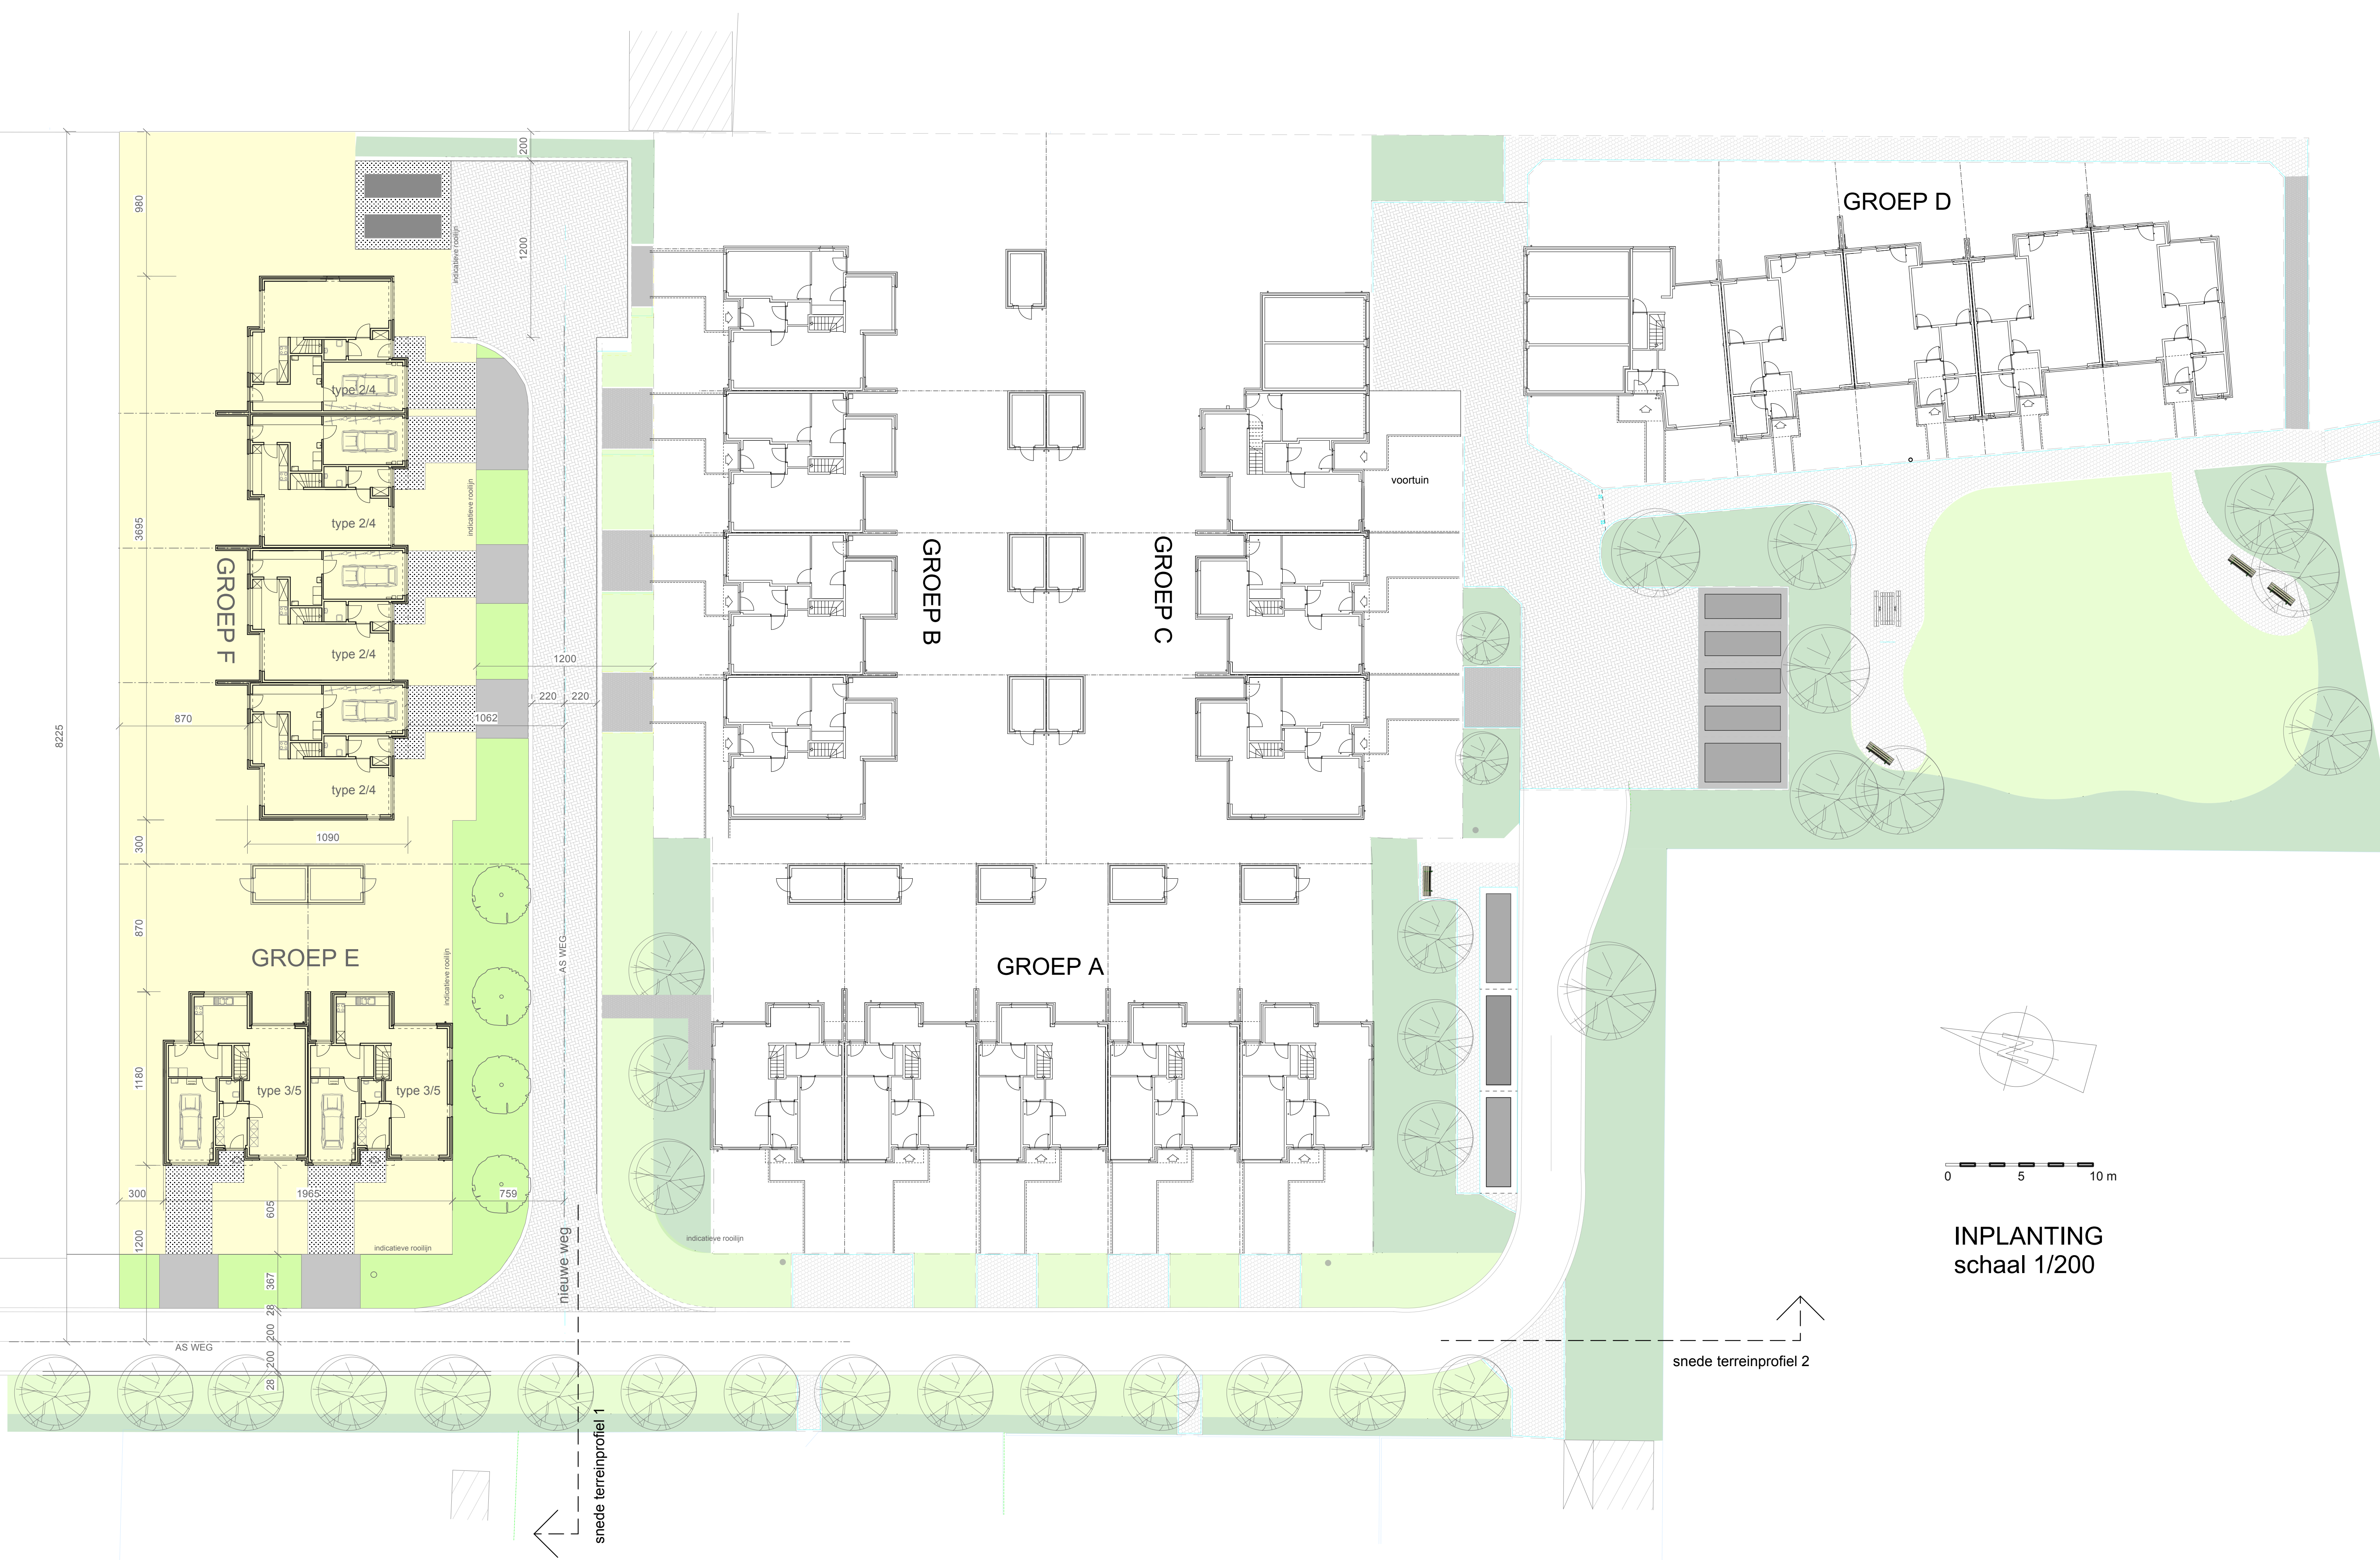 200
GROEP D
980
1200
indicatieve rooilijn
type 2/4
voortuin
type 2/4
indicatieve rooilijn
3695
GROEP F
GROEP B
GROEP C
type 2/4
1200
220
220
870
1062
8225
type 2/4
1090
300
870
AS WEG
GROEP E
GROEP A
indicatieve rooilijn
1180
type 3/5
type 3/5
N
0
5
10 m
300
1965
759
605
1200
indicatieve rooilijn
indicatieve rooilijn
nieuwe weg
INPLANTING
schaal 1/200
367
28
200
AS WEG
200
28
snede terreinprofiel 2
snede terreinprofiel 1